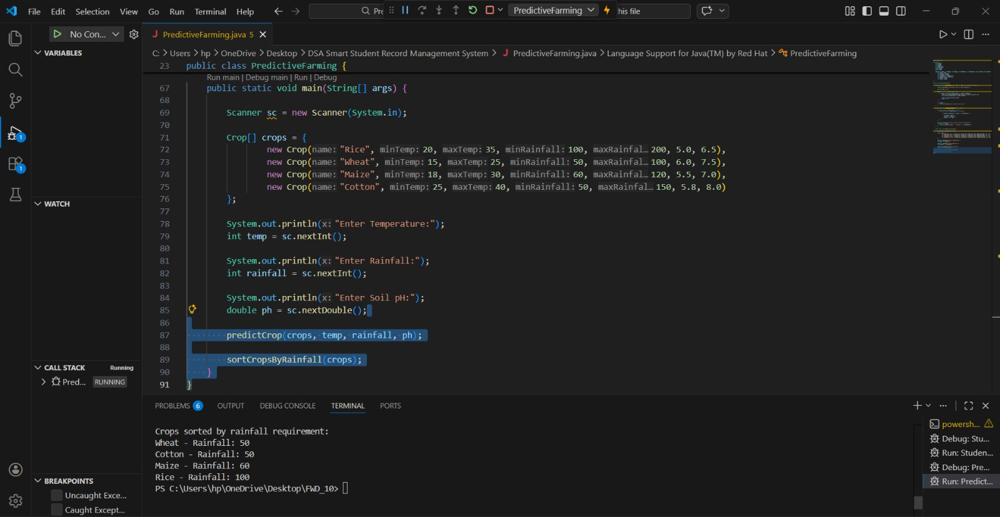 File Edit Selection View Go Run Terminal Help
Pre
PredictiveFarming
this file
No Con...
PredictiveFarming.java 5
VARIABLES
C: > Users > hp > OneDrive > Desktop > DSA Smart Student Record Management System > PredictiveFarming.java > Language Support for Java(TM) by Red Hat > PredictiveFarming
23 public class PredictiveFarming {
Run main | Debug main | Run | Debug
67 public static void main(String[] args) {
68
69 Scanner sc = new Scanner(System.in);
70
71 Crop[] crops = {
72 new Crop(name: "Rice", minTemp: 20, maxTemp: 35, minRainfall: 100, maxRainfal… 200, 5.0, 6.5),
73 new Crop(name: "Wheat", minTemp: 15, maxTemp: 25, minRainfall: 50, maxRainfal… 100, 6.0, 7.5),
74 new Crop(name: "Maize", minTemp: 18, maxTemp: 30, minRainfall: 60, maxRainfal… 120, 5.5, 7.0),
75 new Crop(name: "Cotton", minTemp: 25, maxTemp: 40, minRainfall: 50, maxRainfal… 150, 5.8, 8.0)
76 };
77
78 System.out.println(x: "Enter Temperature:");
79 int temp = sc.nextInt();
80
81 System.out.println(x: "Enter Rainfall:");
82 int rainfall = sc.nextInt();
83
84 System.out.println(x: "Enter Soil pH:");
85 double ph = sc.nextDouble();
86
87 predictCrop(crops, temp, rainfall, ph);
88
89 sortCropsByRainfall(crops);
90 }
91 }
1
1
WATCH
CALL STACK Running
Pred... RUNNING
BREAKPOINTS
Uncaught Exce...
Caught Except...
PROBLEMS 6 OUTPUT DEBUG CONSOLE TERMINAL PORTS
Crops sorted by rainfall requirement:
Wheat - Rainfall: 50
Cotton - Rainfall: 50
Maize - Rainfall: 60
Rice - Rainfall: 100
PS C:\Users\hp\OneDrive\Desktop\FWD_10>
powersh...
Debug: Stu...
Run: Studen...
Debug: Pre...
Run: Predict...